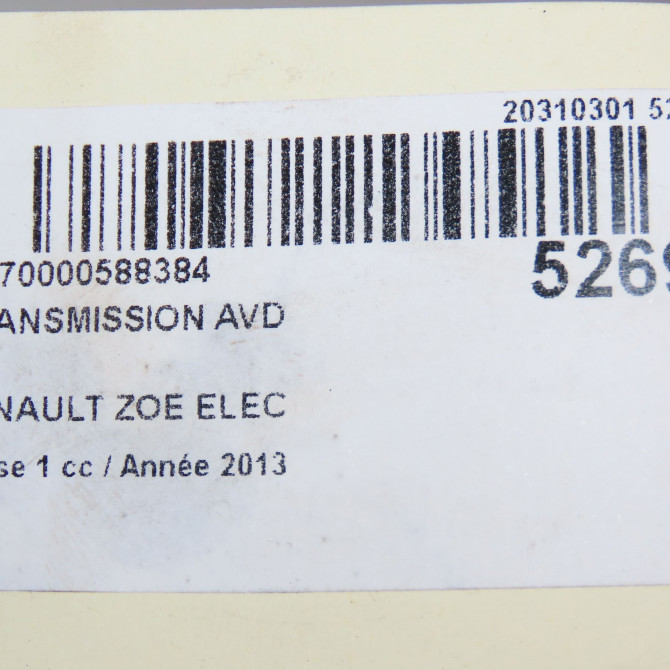 20310301 52
70000588384
5269
ANSMISSION AVD
NAULT ZOE ELEC
se 1 cc / Année 2013